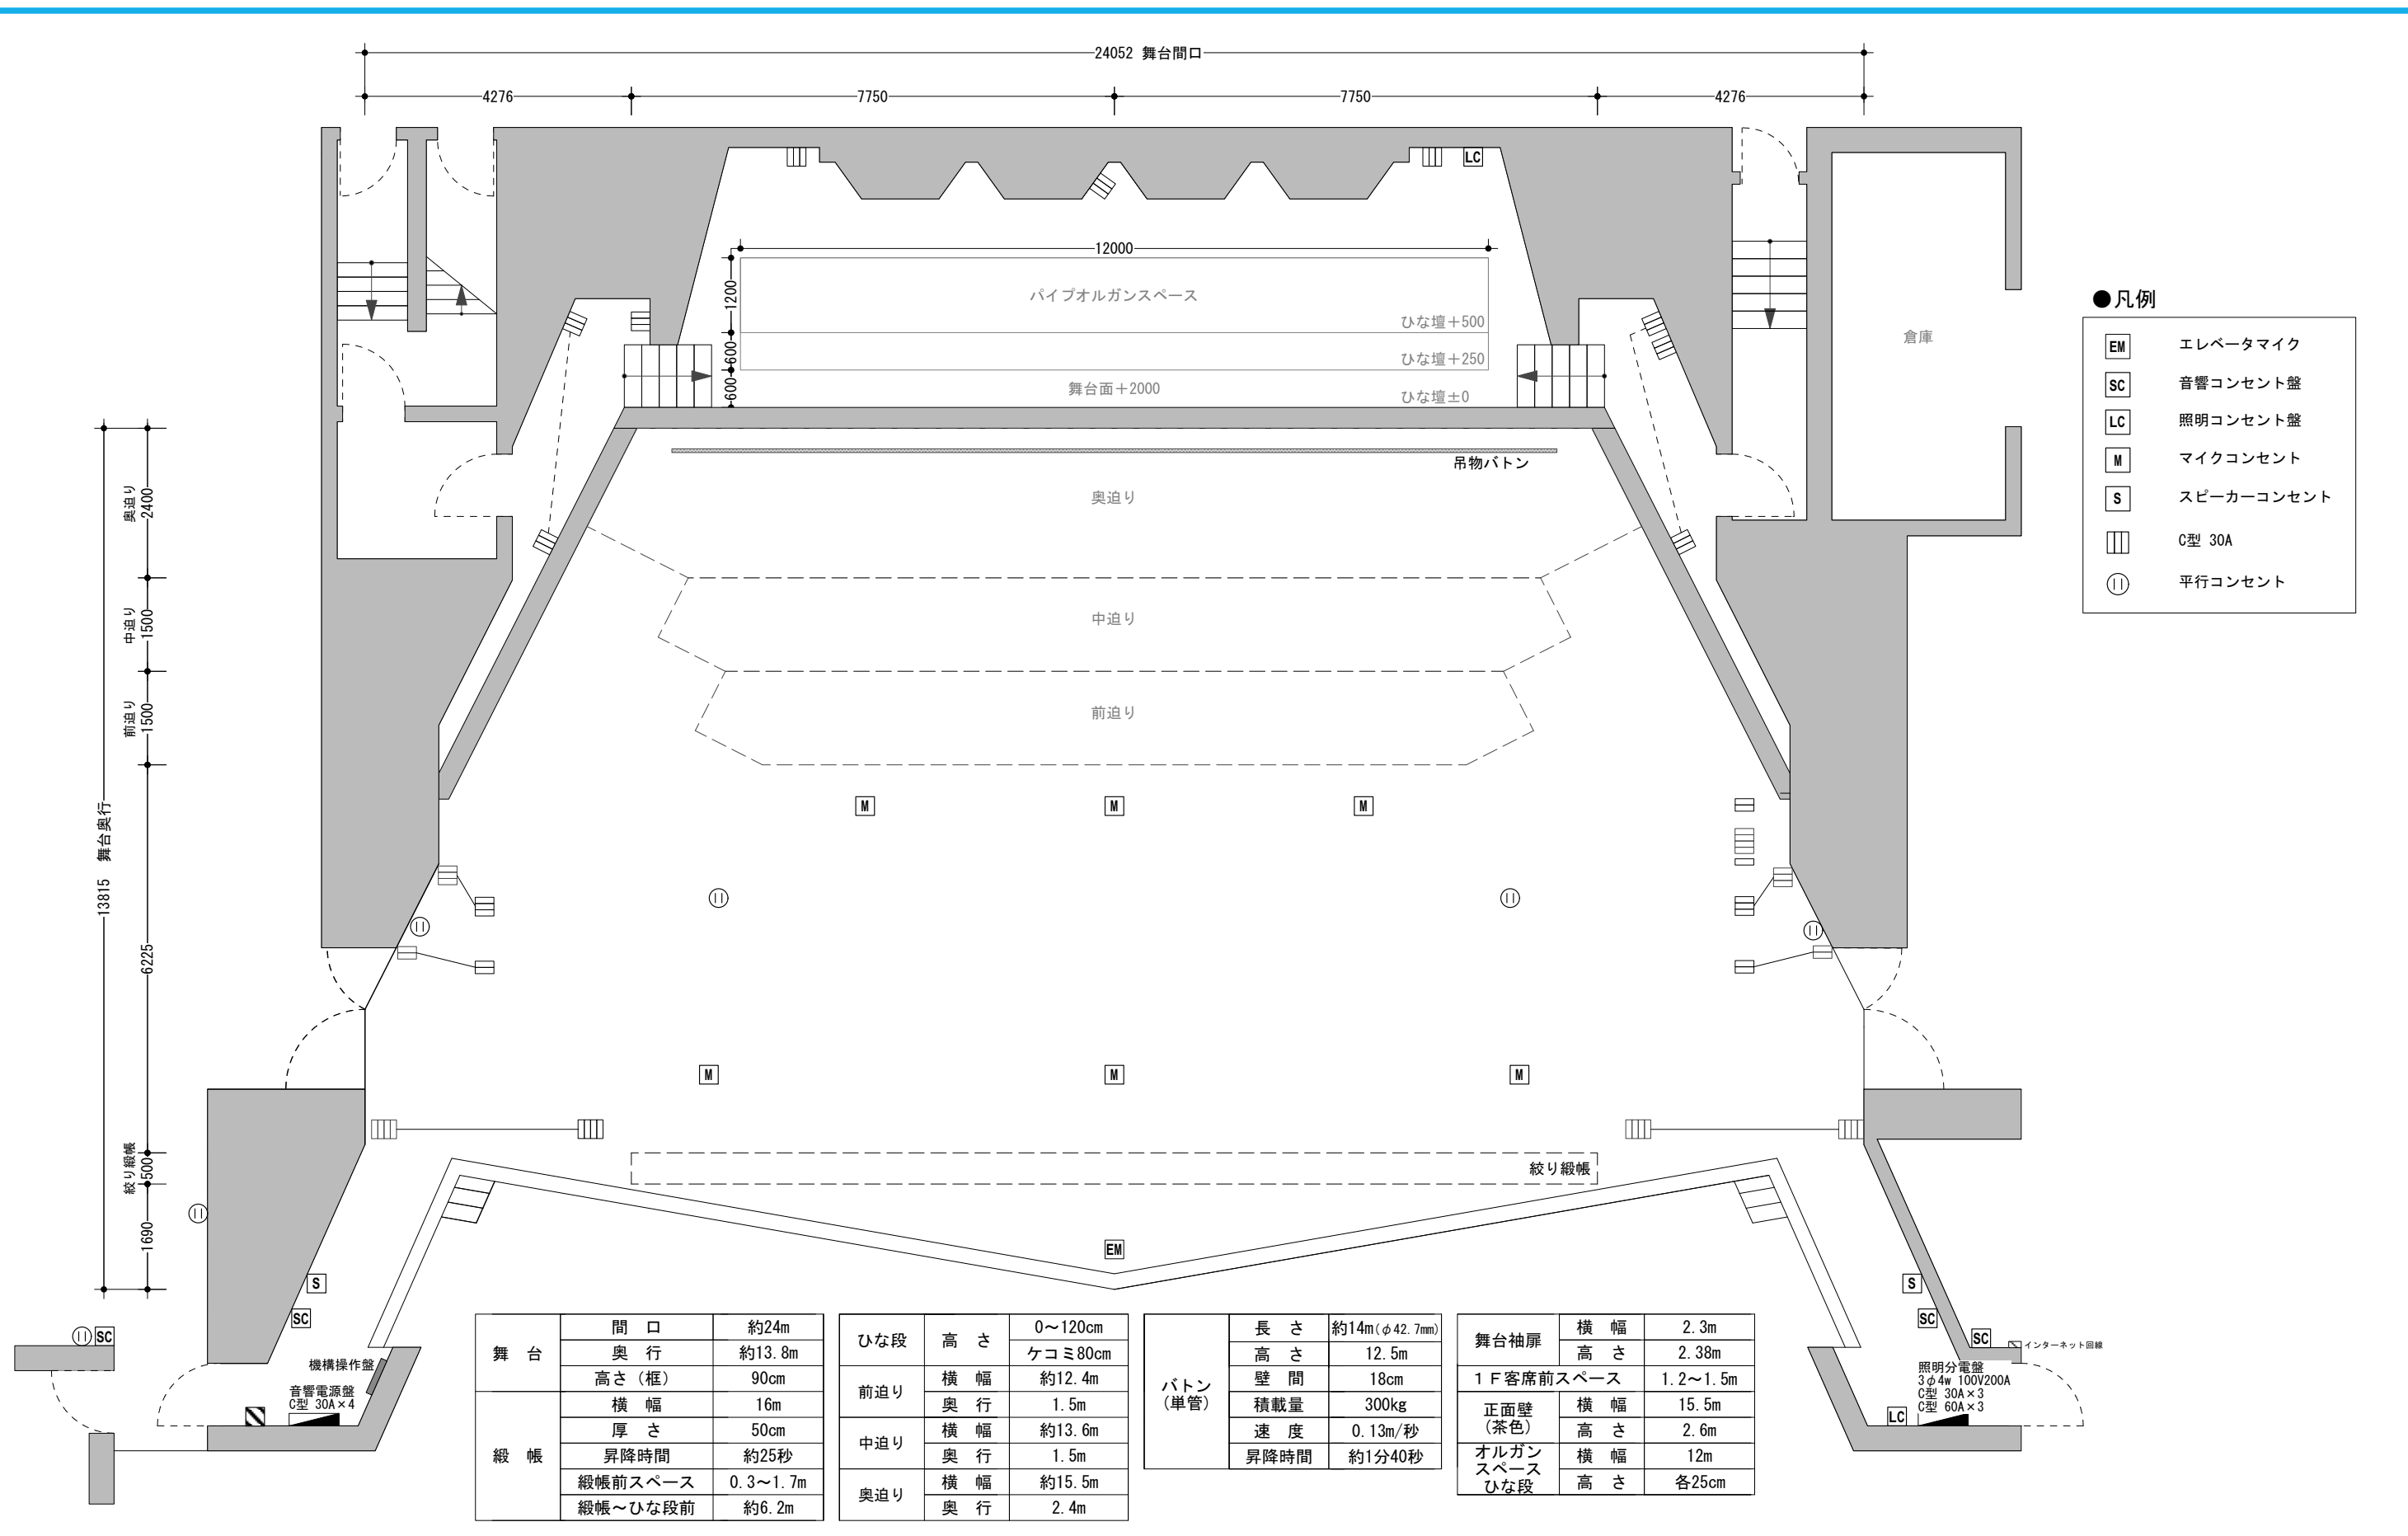 24052 舞台間口
4276
7750
7750
4276
LC
12000
1200
600
600
パイプオルガンスペース
ひな壇+500
ひな壇+250
舞台面+2000
ひな壇±0
倉庫
●凡例
EM エレベータマイク
SC 音響コンセント盤
LC 照明コンセント盤
M マイクコンセント
S スピーカーコンセント
C型 30A
平行コンセント
吊物バトン
奥迫り
中迫り
前迫り
奥迫り
2400
中迫り
1500
前迫り
1500
13815 舞台奥行
6225
絞り緞帳
500
1690
M
M
M
M
M
M
絞り緞帳
EM
S
SC
SC
機構操作盤
音響電源盤
C型 30A×4
S
SC
SC
インターネット回線
照明分電盤
3φ4w 100V200A
C型 30A×3
C型 60A×3
LC
舞 台
間 口 約24m
奥 行 約13.8m
高さ（框） 90cm
緞 帳
横 幅 16m
厚 さ 50cm
昇降時間 約25秒
緞帳前スペース 0.3～1.7m
緞帳～ひな段前 約6.2m
ひな段 高 さ 0～120cm
ケコミ80cm
前迫り
横 幅 約12.4m
奥 行 1.5m
中迫り
横 幅 約13.6m
奥 行 1.5m
奥迫り
横 幅 約15.5m
奥 行 2.4m
バトン
（単管）
長 さ 約14m(φ42.7mm)
高 さ 12.5m
壁 間 18cm
積載量 300kg
速 度 0.13m/秒
昇降時間 約1分40秒
舞台袖扉
横 幅 2.3m
高 さ 2.38m
１Ｆ客席前スペース 1.2～1.5m
正面壁
（茶色）
横 幅 15.5m
高 さ 2.6m
オルガン
スペース
ひな段
横 幅 12m
高 さ 各25cm